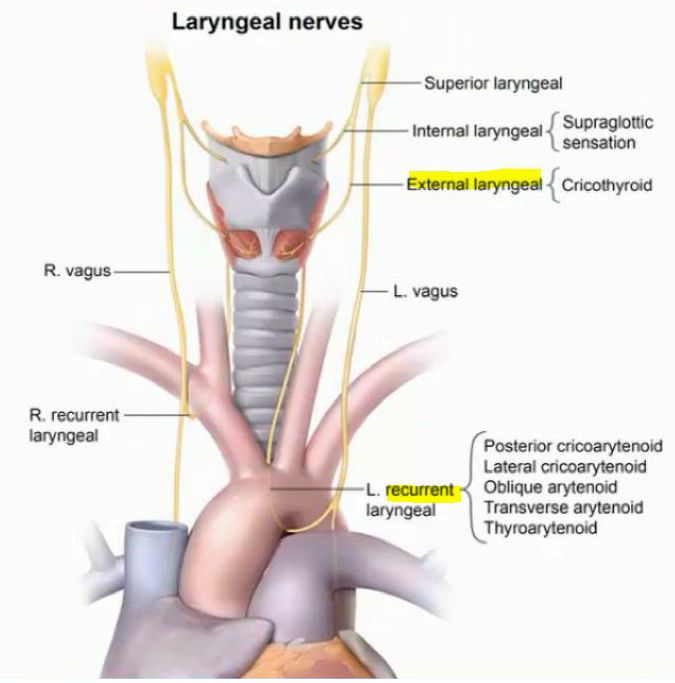 Laryngeal nerves
Superior laryngeal
Internal laryngeal
Supraglottic
sensation
External laryngeal
Cricothyroid
R. vagus
L. vagus
R. recurrent
laryngeal
L. recurrent
laryngeal
Posterior cricoarytenoid
Lateral cricoarytenoid
Oblique arytenoid
Transverse arytenoid
Thyroarytenoid